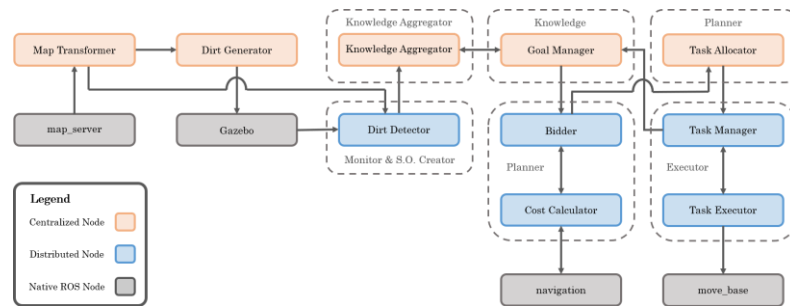 Knowledge Aggregator
Knowledge
Planner
Map Transformer
Dirt Generator
Knowledge Aggregator
Goal Manager
Task Allocator
map_server
Gazebo
Dirt Detector
Bidder
Task Manager
Monitor & S.O. Creator
Planner
Executor
Legend
Centralized Node
Distributed Node
Native ROS Node
Cost Calculator
Task Executor
navigation
move_base